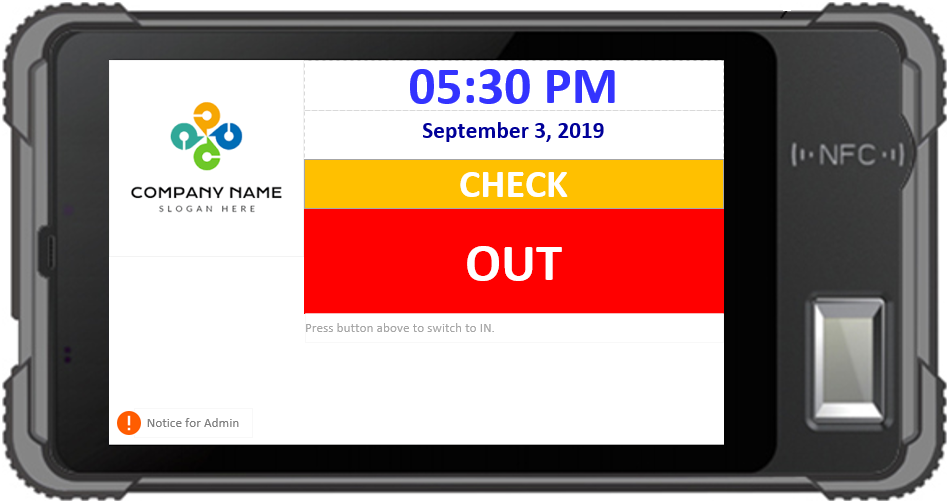 05:30 PM
September 3, 2019
COMPANY NAME
SLOGAN HERE
CHECK
OUT
Press button above to switch to IN.
Notice for Admin
NFC